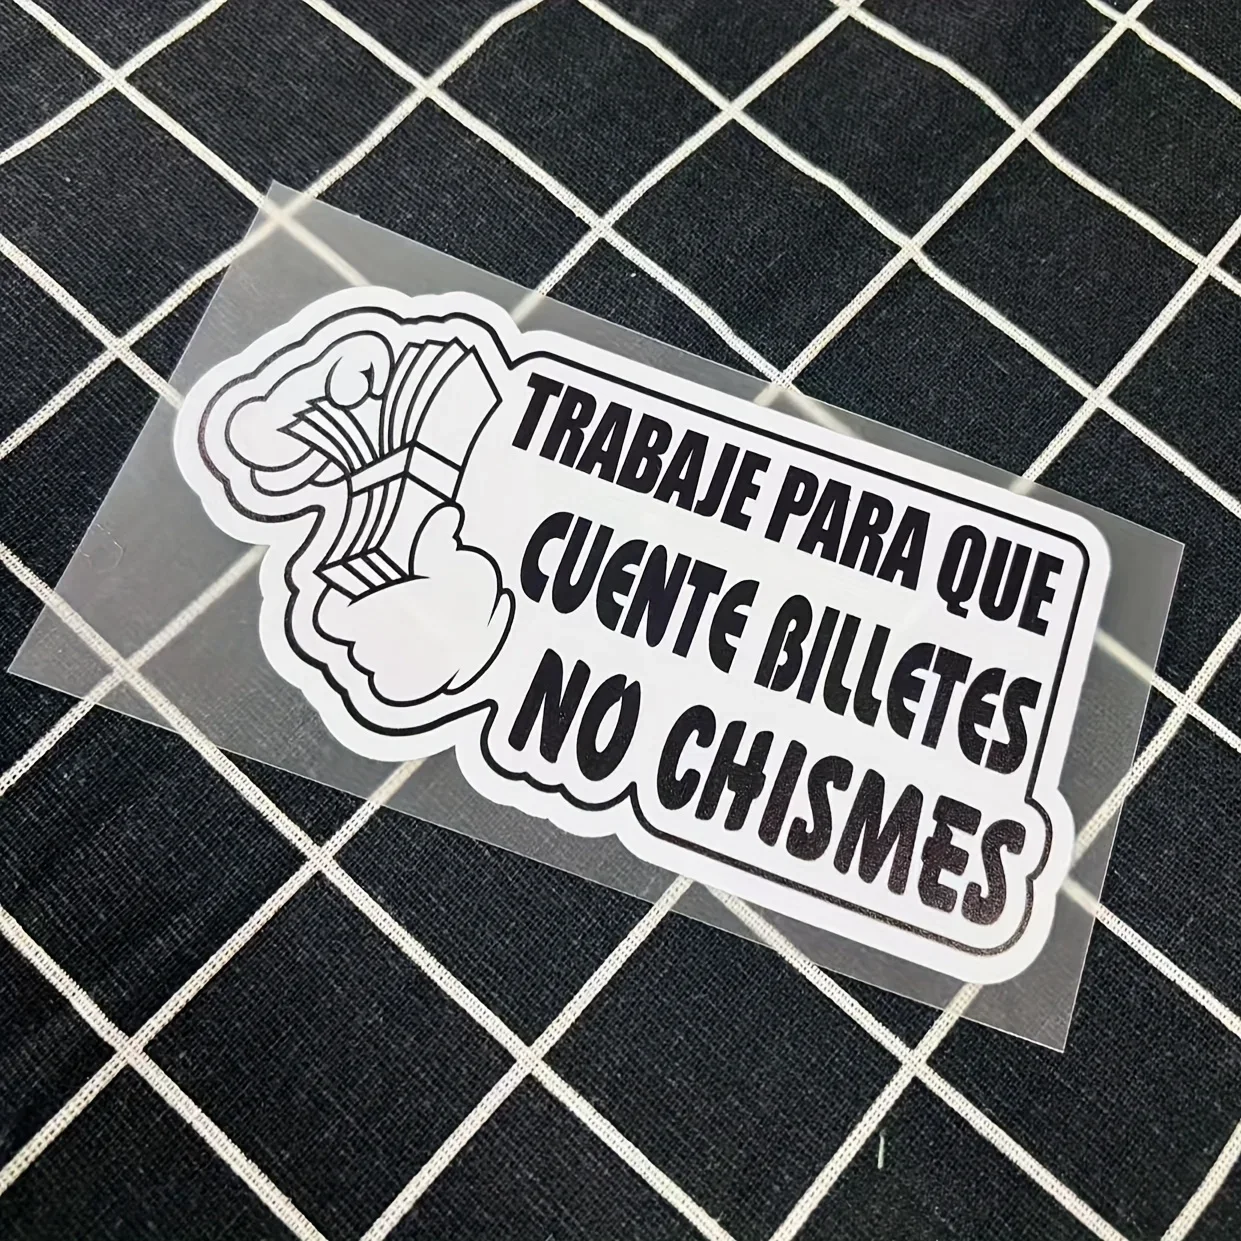 TRABAJE PARA QUE
CUENTE BILLETES
NO CHISMES